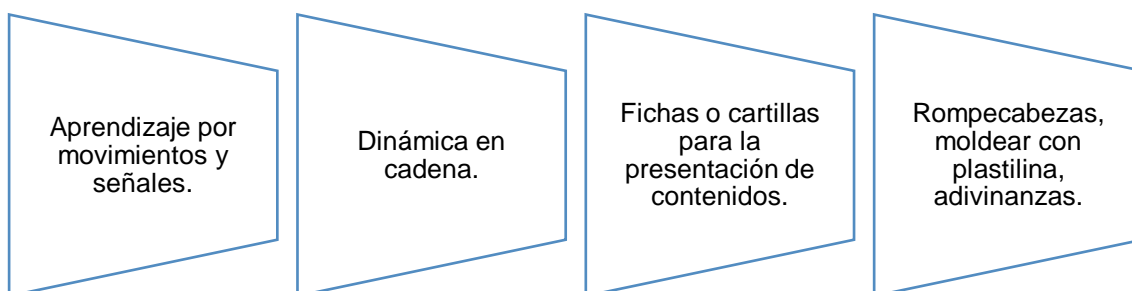 Aprendizaje por
movimientos y
señales.
Dinámica en
cadena.
Fichas o cartillas
para la
presentación de
contenidos.
Rompecabezas,
moldear con
plastilina,
adivinanzas.